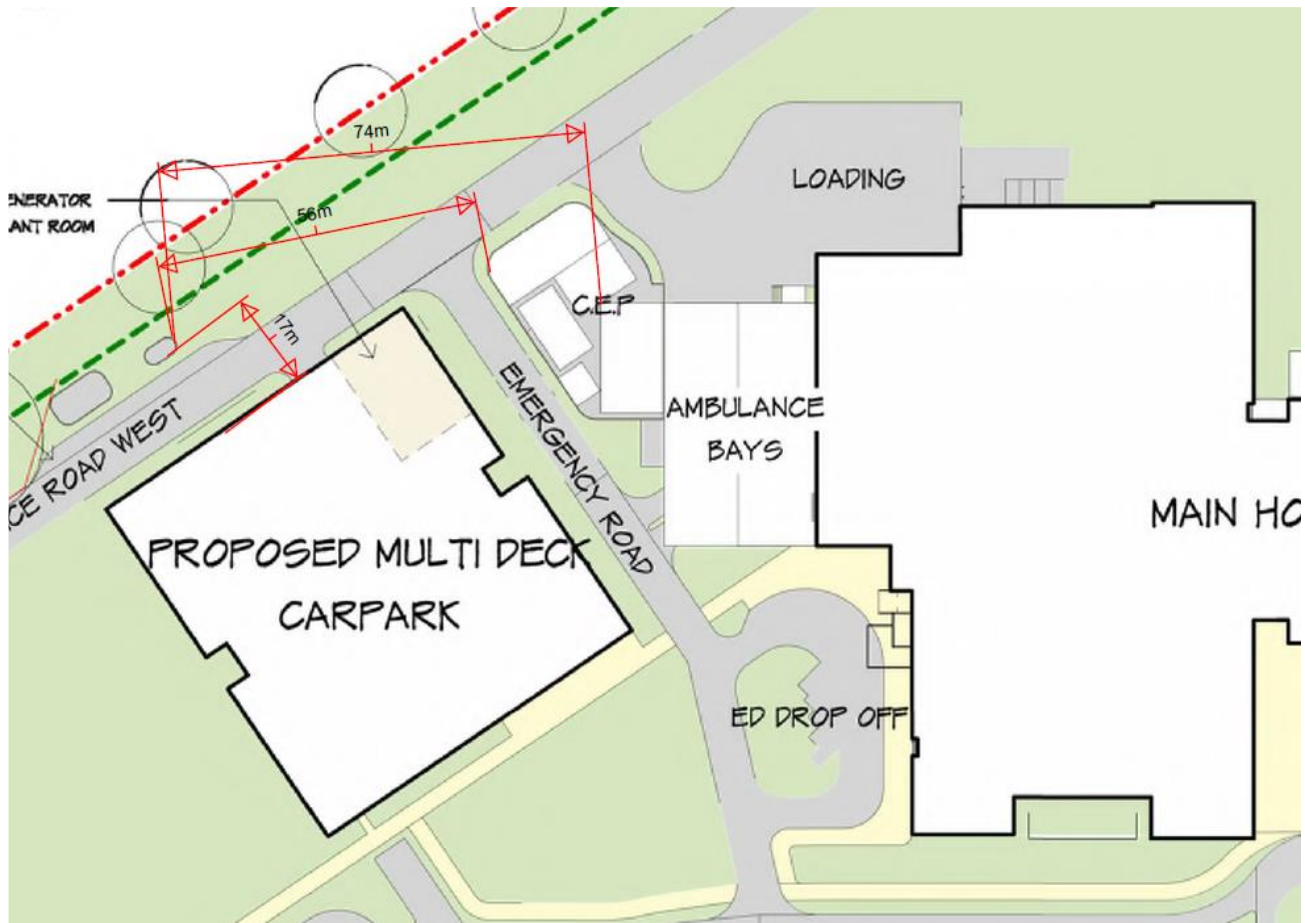 74m
ENERATOR
ANT ROOM
56m
LOADING
C.E.P
17m
EMERGENCY ROAD
AMBULANCE
BAYS
CE ROAD WEST
MAIN HO
PROPOSED MULTI DECK
CARPARK
ED DROP OFF